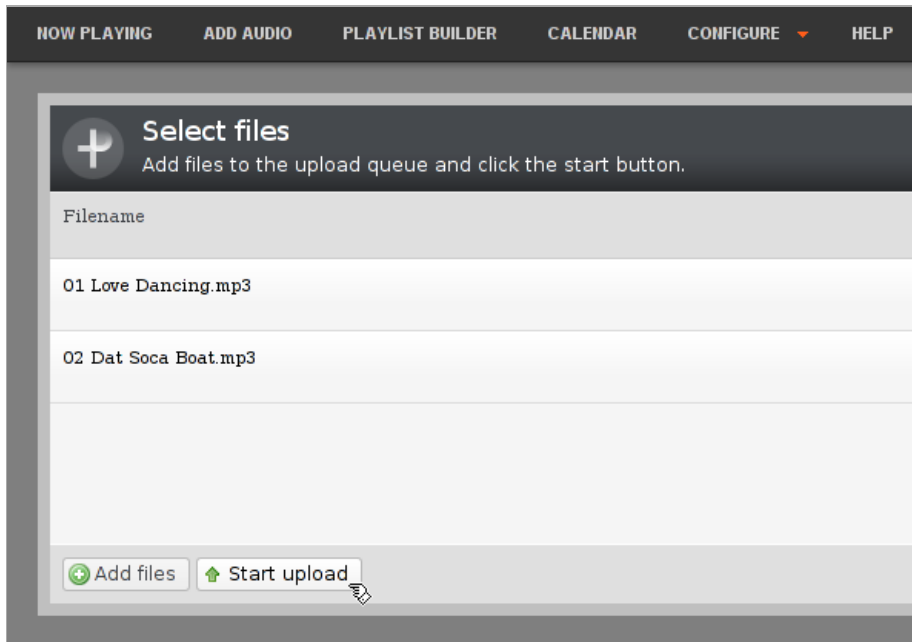 NOW PLAYING ADD AUDIO PLAYLIST BUILDER CALENDAR CONFIGURE HELP
Select files
Add files to the upload queue and click the start button.
Filename
01 Love Dancing.mp3
02 Dat Soca Boat.mp3
Add files Start upload